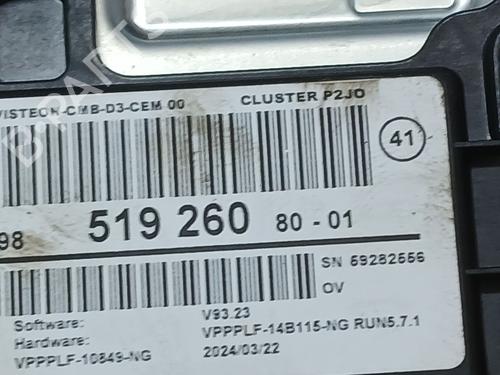 VISTEON-CMB-D3-CEM 00 CLUSTER P2JO
41
98 519 260 80 - 01
SN 59282556
OV
Software: V93.23
Hardware: VPPPLF-14B115-NG RUN5.7.1
VPPPLF-10849-NG 2024/03/22